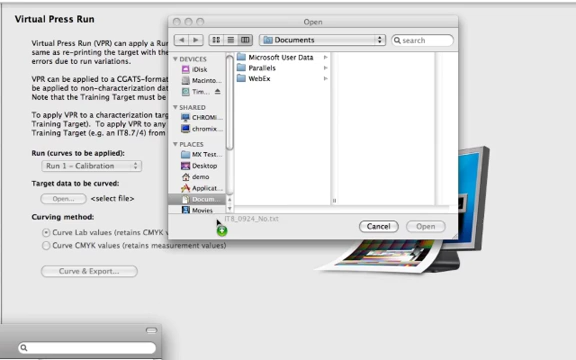 Virtual Press Run
Open
Documents
search
Virtual Press Run (VPR) can apply a Run
same as re-printing the target with the
errors due to run variations.
VPR can be applied to a CGATS-format
be applied to non-characterization dat
Note that the Training Target must be
To apply VPR to a characterization targ
Training Target). To apply VPR to any
Training Target (e.g. an IT8.7/4) from
Run (curves to be applied):
Run 1 - Calibration
Target data to be curved:
Open... <select file>
Curving method:
Curve Lab values (retains CMYK v
Curve CMYK (retains measurement values)
Curve & Export...
DEVICES
iDisk
Macinto...
Tim...
SHARED
CHROMI...
chromix...
PLACES
MX Test...
Desktop
demo
Applicat...
Docum...
Movies
Microsoft User Data
Parallels
WebEx
IT8_0924_No.txt
Cancel
Open